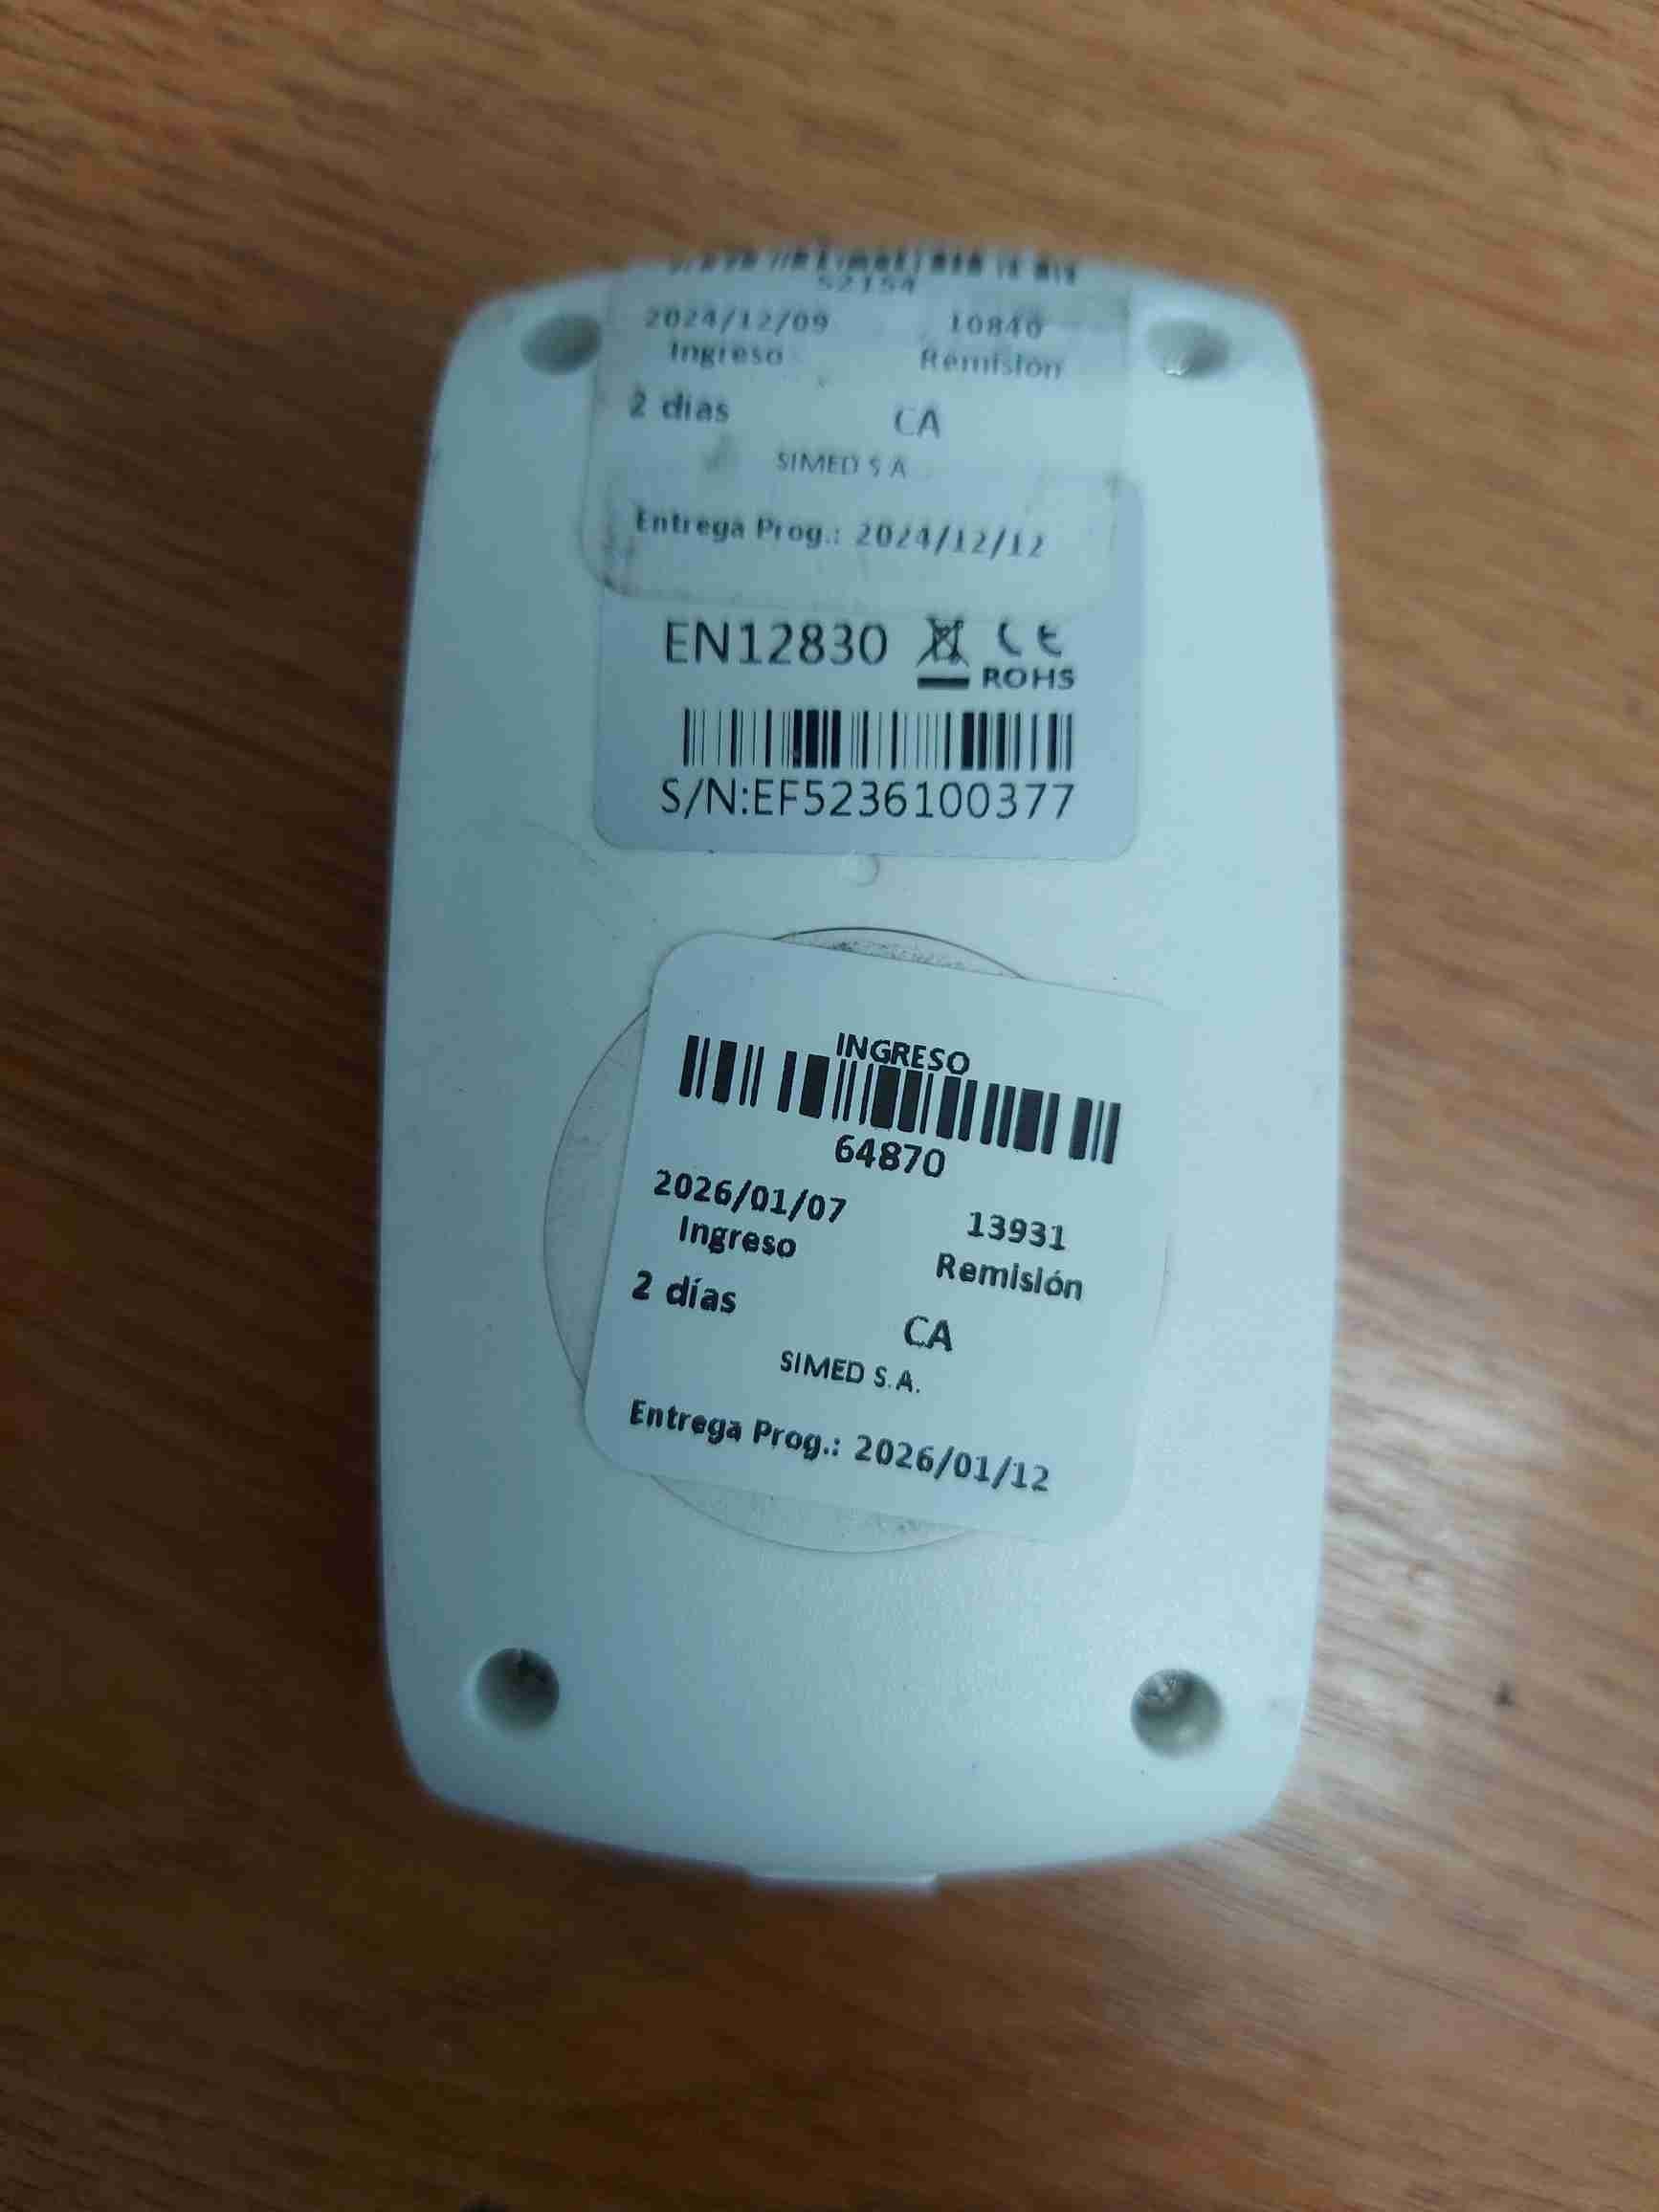 52154
2024/12/09 10840
Ingreso Remisión
2 días CA
SIMED S A
Entrega Prog.: 2024/12/12
EN12830 CE
ROHS
S/N:EF5236100377
INGRESO
64870
2026/01/07 13931
Ingreso Remisión
2 días CA
SIMED S.A.
Entrega Prog.: 2026/01/12